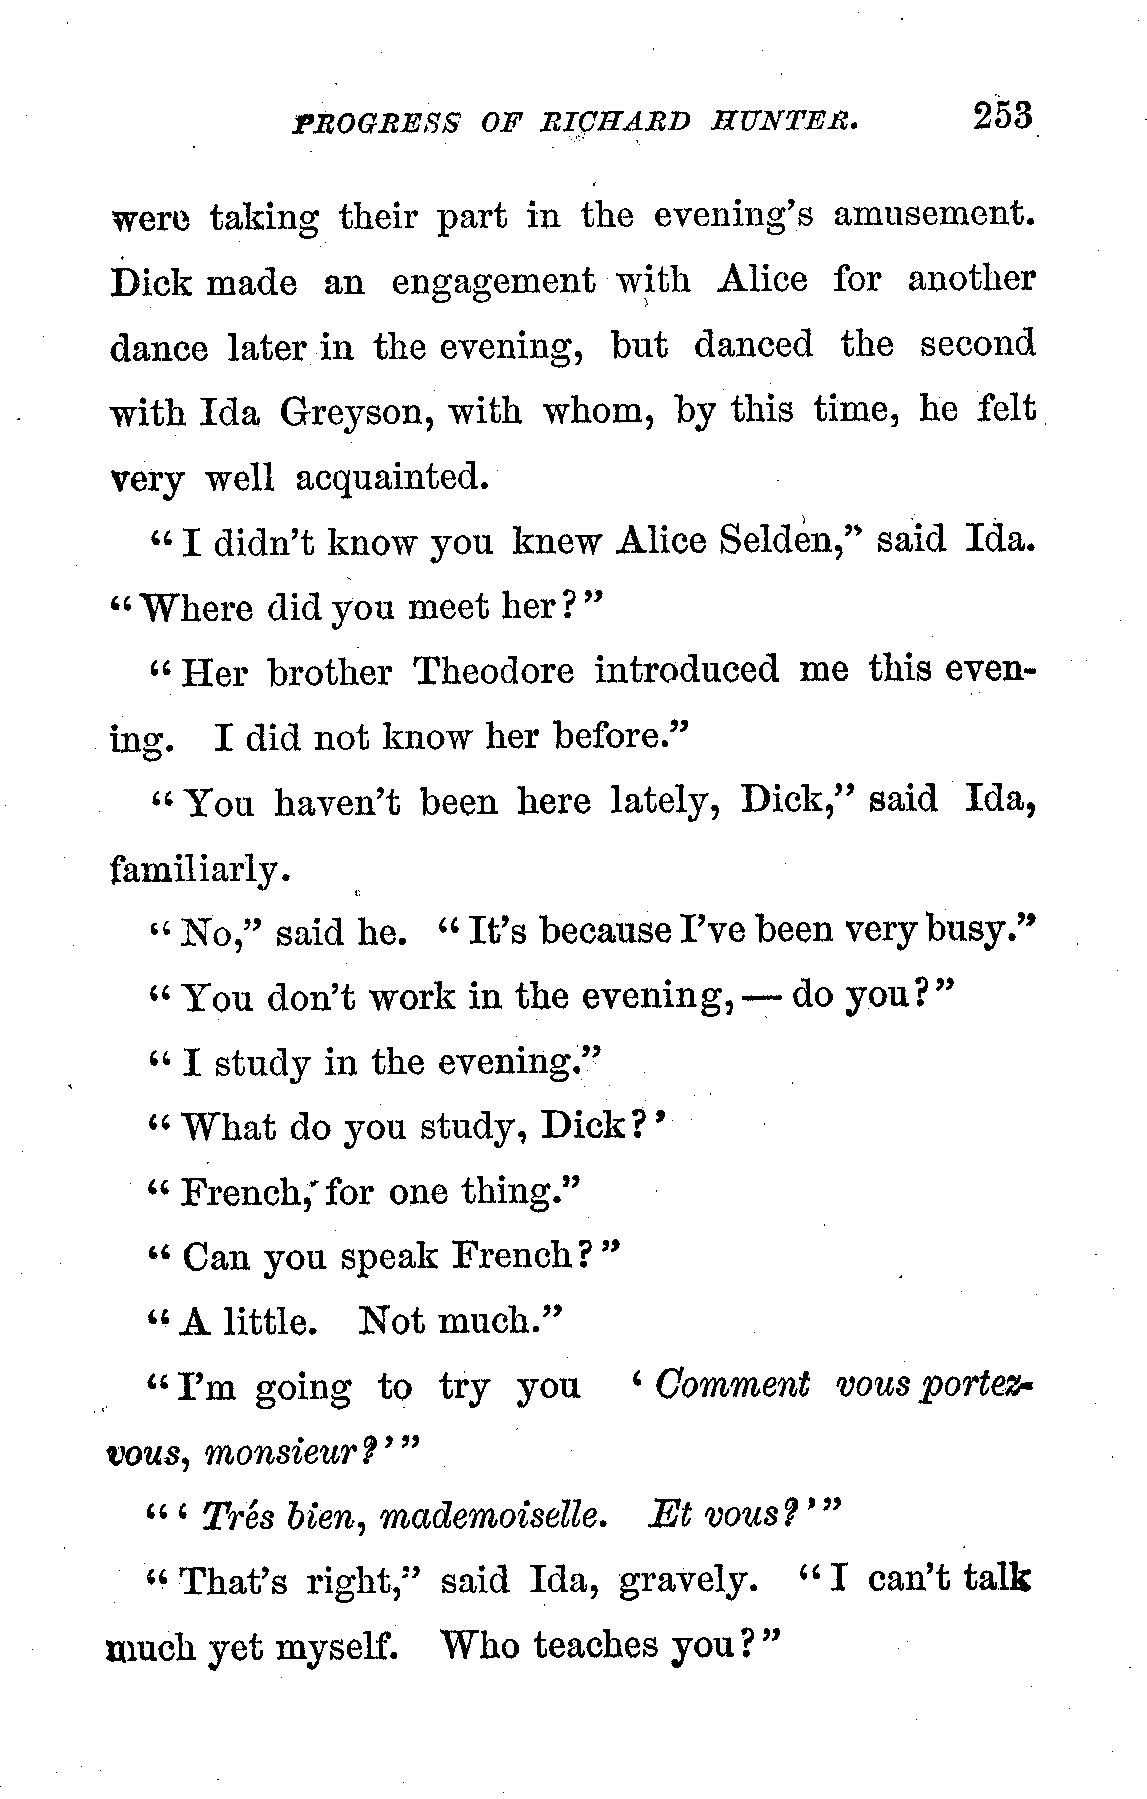 PROGRESS OF RICHARD HUNTER. 253
were taking their part in the evening's amusement.
Dick made an engagement with Alice for another
dance later in the evening, but danced the second
with Ida Greyson, with whom, by this time, he felt
very well acquainted.
"I didn't know you knew Alice Selden," said Ida.
"Where did you meet her?"
"Her brother Theodore introduced me this even-
ing. I did not know her before."
"You haven't been here lately, Dick," said Ida,
familiarly.
"No," said he. "It's because I've been very busy."
"You don't work in the evening, — do you?"
"I study in the evening."
"What do you study, Dick?'
"French, for one thing."
"Can you speak French?"
"A little. Not much."
"I'm going to try you ' Comment vous portez-
vous, monsieur?'"
"' Trés bien, mademoiselle. Et vous?'"
"That's right," said Ida, gravely. "I can't talk
much yet myself. Who teaches you?"